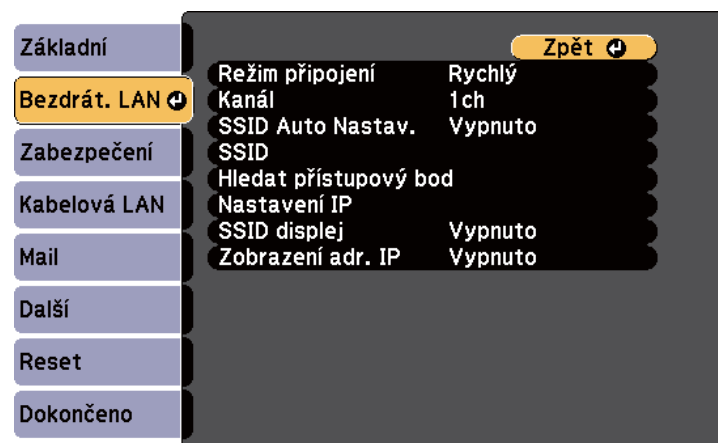 Základní
Bezdrát. LAN
Zabezpečení
Kabelová LAN
Mail
Další
Reset
Dokončeno
Zpět
Režim připojení Rychlý
Kanál 1ch
SSID Auto Nastav. Vypnuto
SSID
Hledat přístupový bod
Nastavení IP
SSID displej Vypnuto
Zobrazení adr. IP Vypnuto